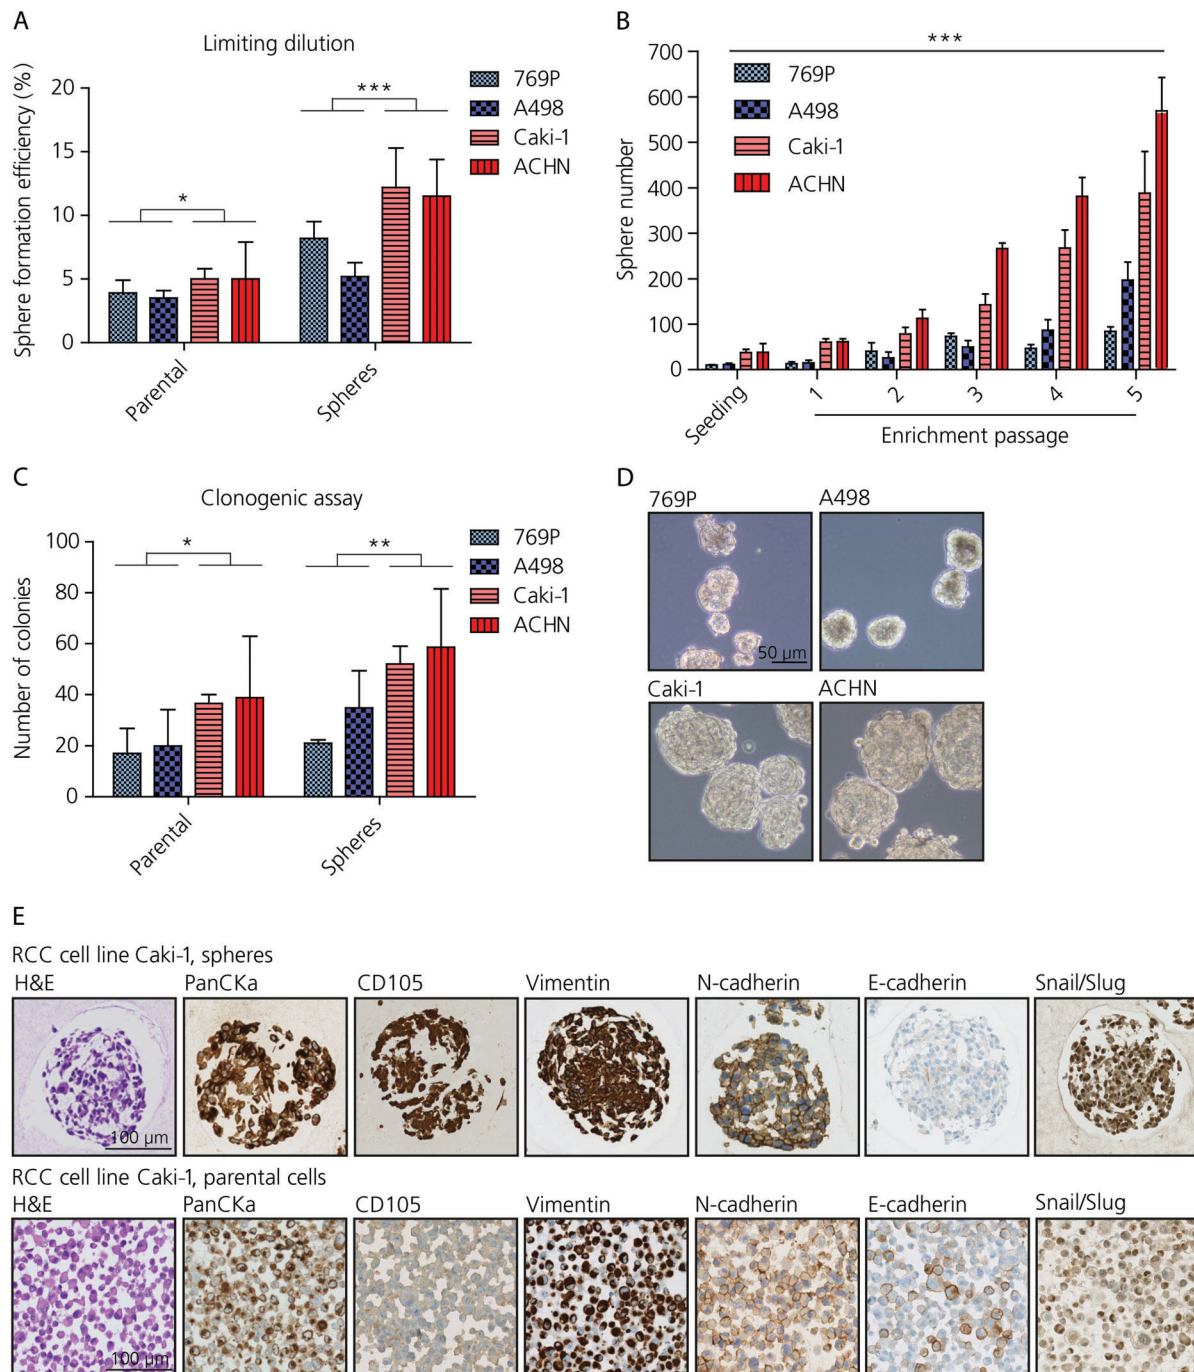 A
Limiting dilution
Sphere formation efficiency (%)
20
15
10
5
0
*
***
769P
A498
Caki-1
ACHN
Parental
Spheres
B
Sphere number
700
600
500
400
300
200
100
0
***
769P
A498
Caki-1
ACHN
Seeding
1
2
3
4
5
Enrichment passage
C
Clonogenic assay
Number of colonies
100
80
60
40
20
0
*
**
769P
A498
Caki-1
ACHN
Parental
Spheres
D
769P
A498
50 µm
Caki-1
ACHN
E
RCC cell line Caki-1, spheres
H&E
PanCKa
CD105
Vimentin
N-cadherin
E-cadherin
Snail/Slug
100 µm
RCC cell line Caki-1, parental cells
H&E
PanCKa
CD105
Vimentin
N-cadherin
E-cadherin
Snail/Slug
100 µm